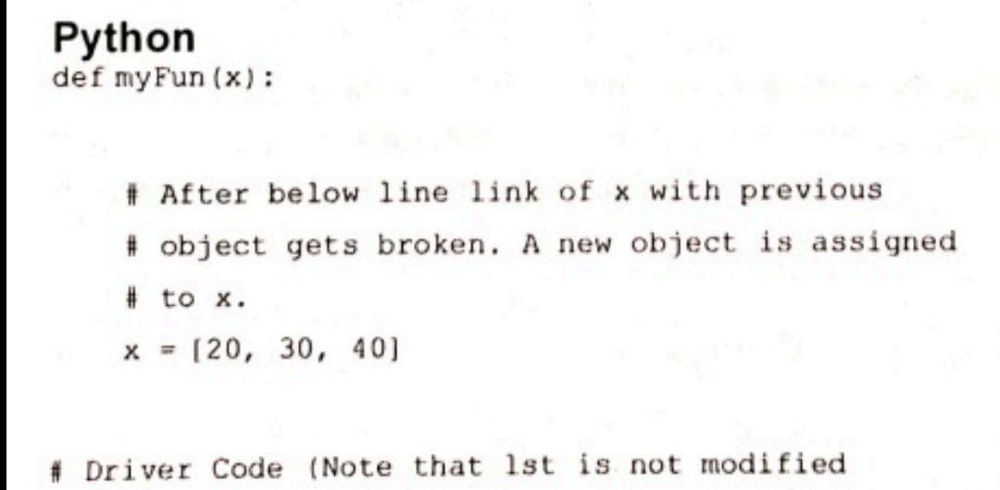 Python
def myFun(x):
# After below line link of x with previous
# object gets broken. A new object is assigned
# to x.
x = [20, 30, 40]
# Driver Code (Note that lst is not modified